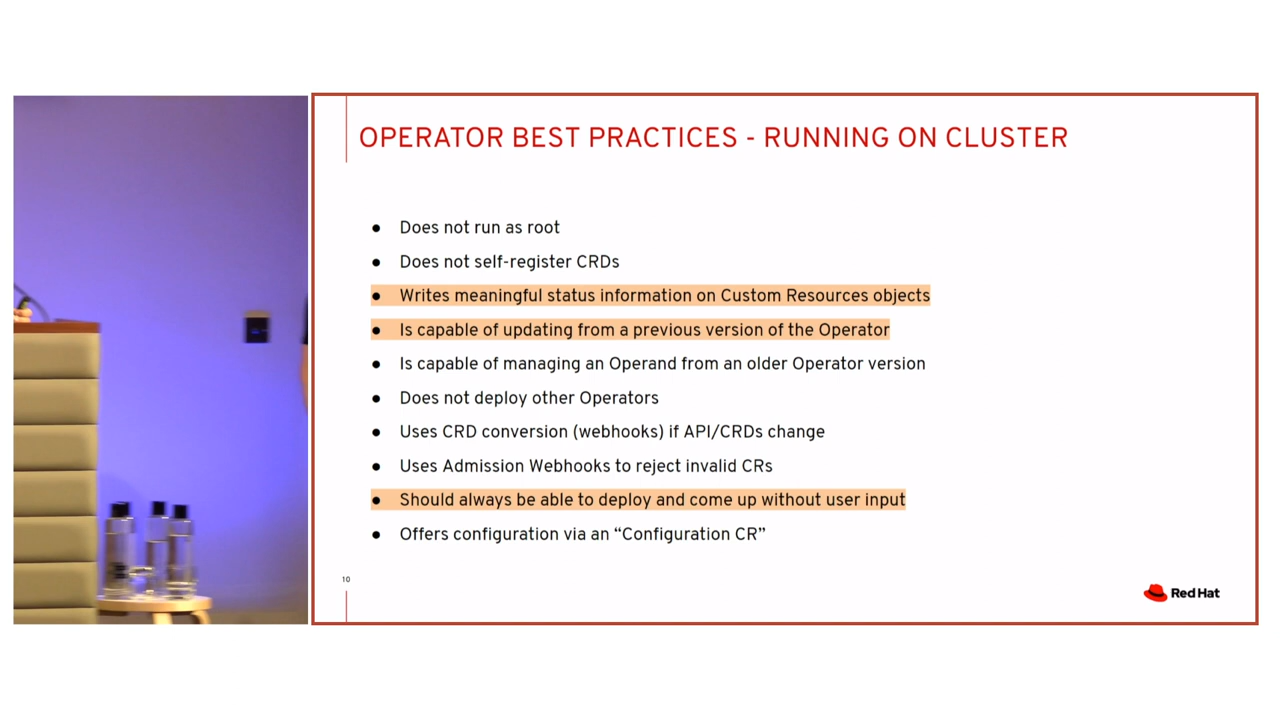 OPERATOR BEST PRACTICES - RUNNING ON CLUSTER
● Does not run as root
● Does not self-register CRDs
● Writes meaningful status information on Custom Resources objects
● Is capable of updating from a previous version of the Operator
● Is capable of managing an Operand from an older Operator version
● Does not deploy other Operators
● Uses CRD conversion (webhooks) if API/CRDs change
● Uses Admission Webhooks to reject invalid CRs
● Should always be able to deploy and come up without user input
● Offers configuration via an “Configuration CR”
10
Red Hat